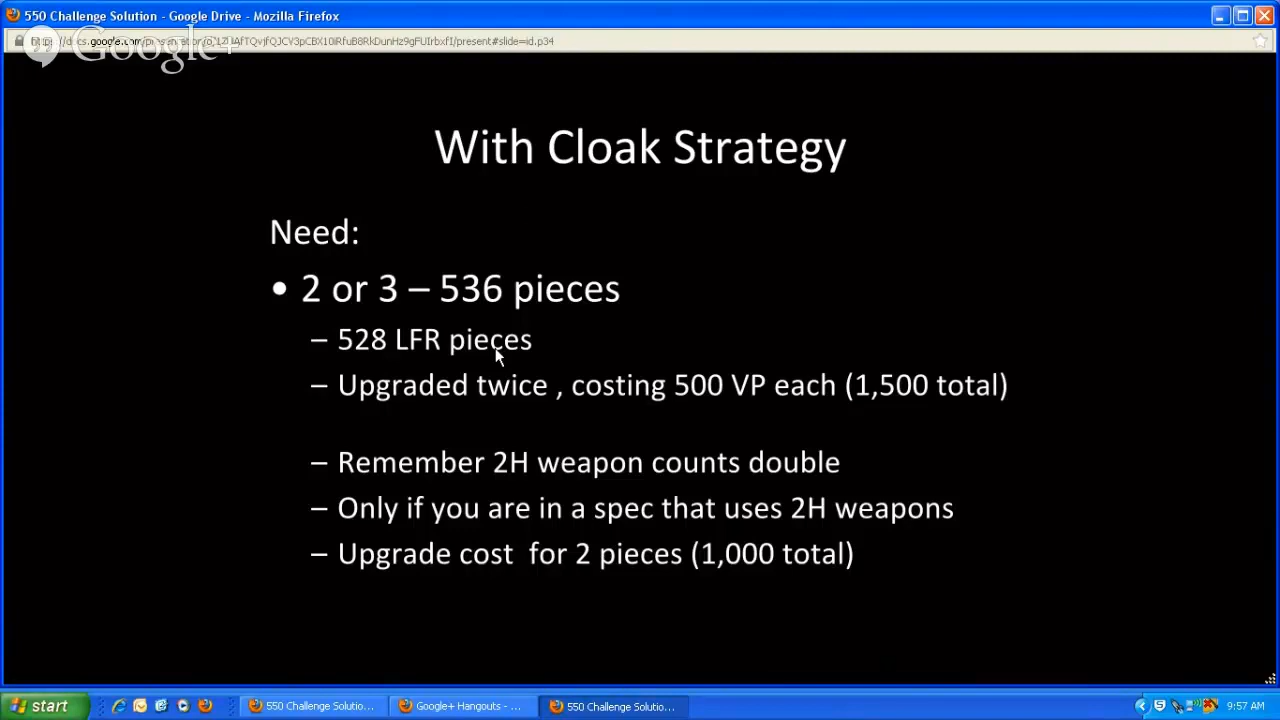 550 Challenge Solution - Google Drive - Mozilla Firefox
Google+
With Cloak Strategy
Need:
• 2 or 3 – 536 pieces
– 528 LFR pieces
– Upgraded twice , costing 500 VP each (1,500 total)
– Remember 2H weapon counts double
– Only if you are in a spec that uses 2H weapons
– Upgrade cost for 2 pieces (1,000 total)
start
550 Challenge Solutio...
Google+ Hangouts - ...
550 Challenge Solutio...
9:57 AM